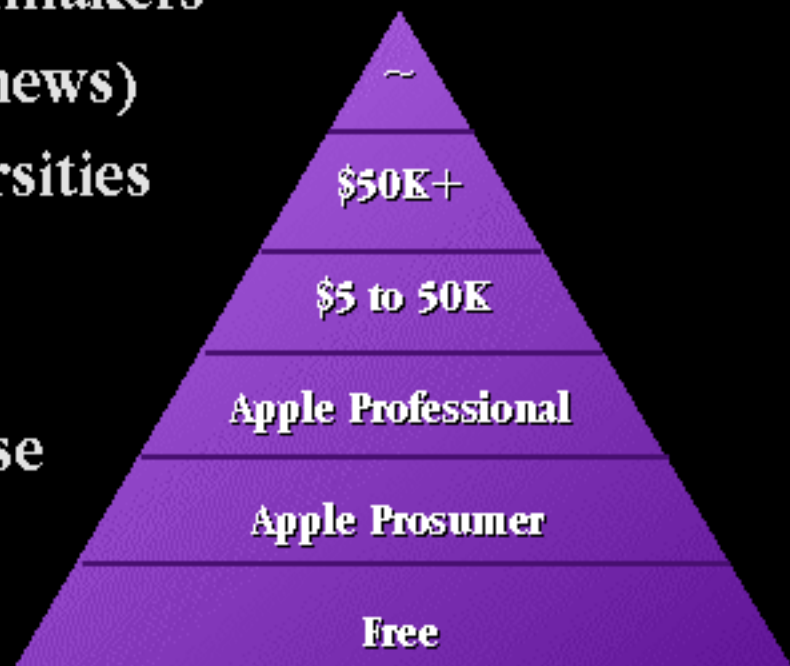 ~
news)
$50K+
rsities
$5 to 50K
Apple Professional
se
Apple Prosumer
Free